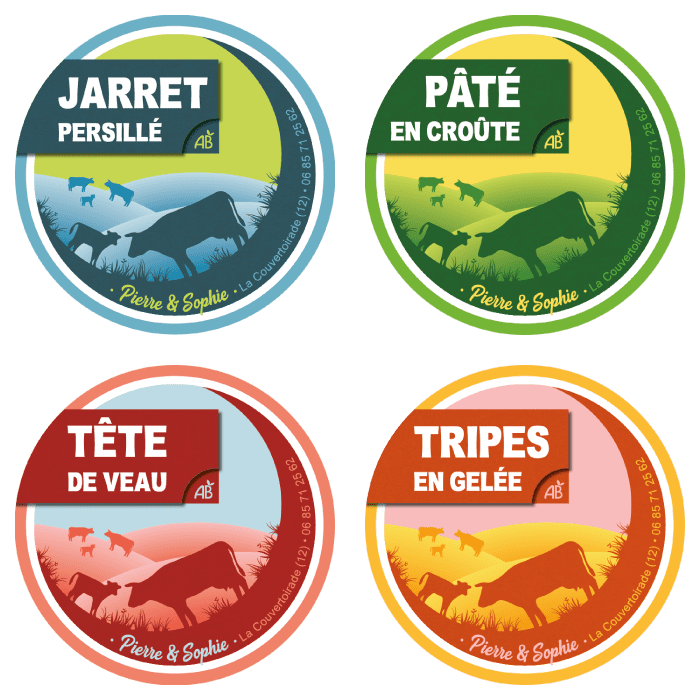 JARRET
PERSILLÉ
AB
· Pierre & Sophie · La Couvertoirade (12) • 06 85 71 25 62
PÂTÉ
EN CROÛTE
AB
· Pierre & Sophie · La Couvertoirade (12) • 06 85 71 25 62
TÊTE
DE VEAU
AB
· Pierre & Sophie · La Couvertoirade (12) • 06 85 71 25 62
TRIPES
EN GELÉE
AB
· Pierre & Sophie · La Couvertoirade (12) • 06 85 71 25 62